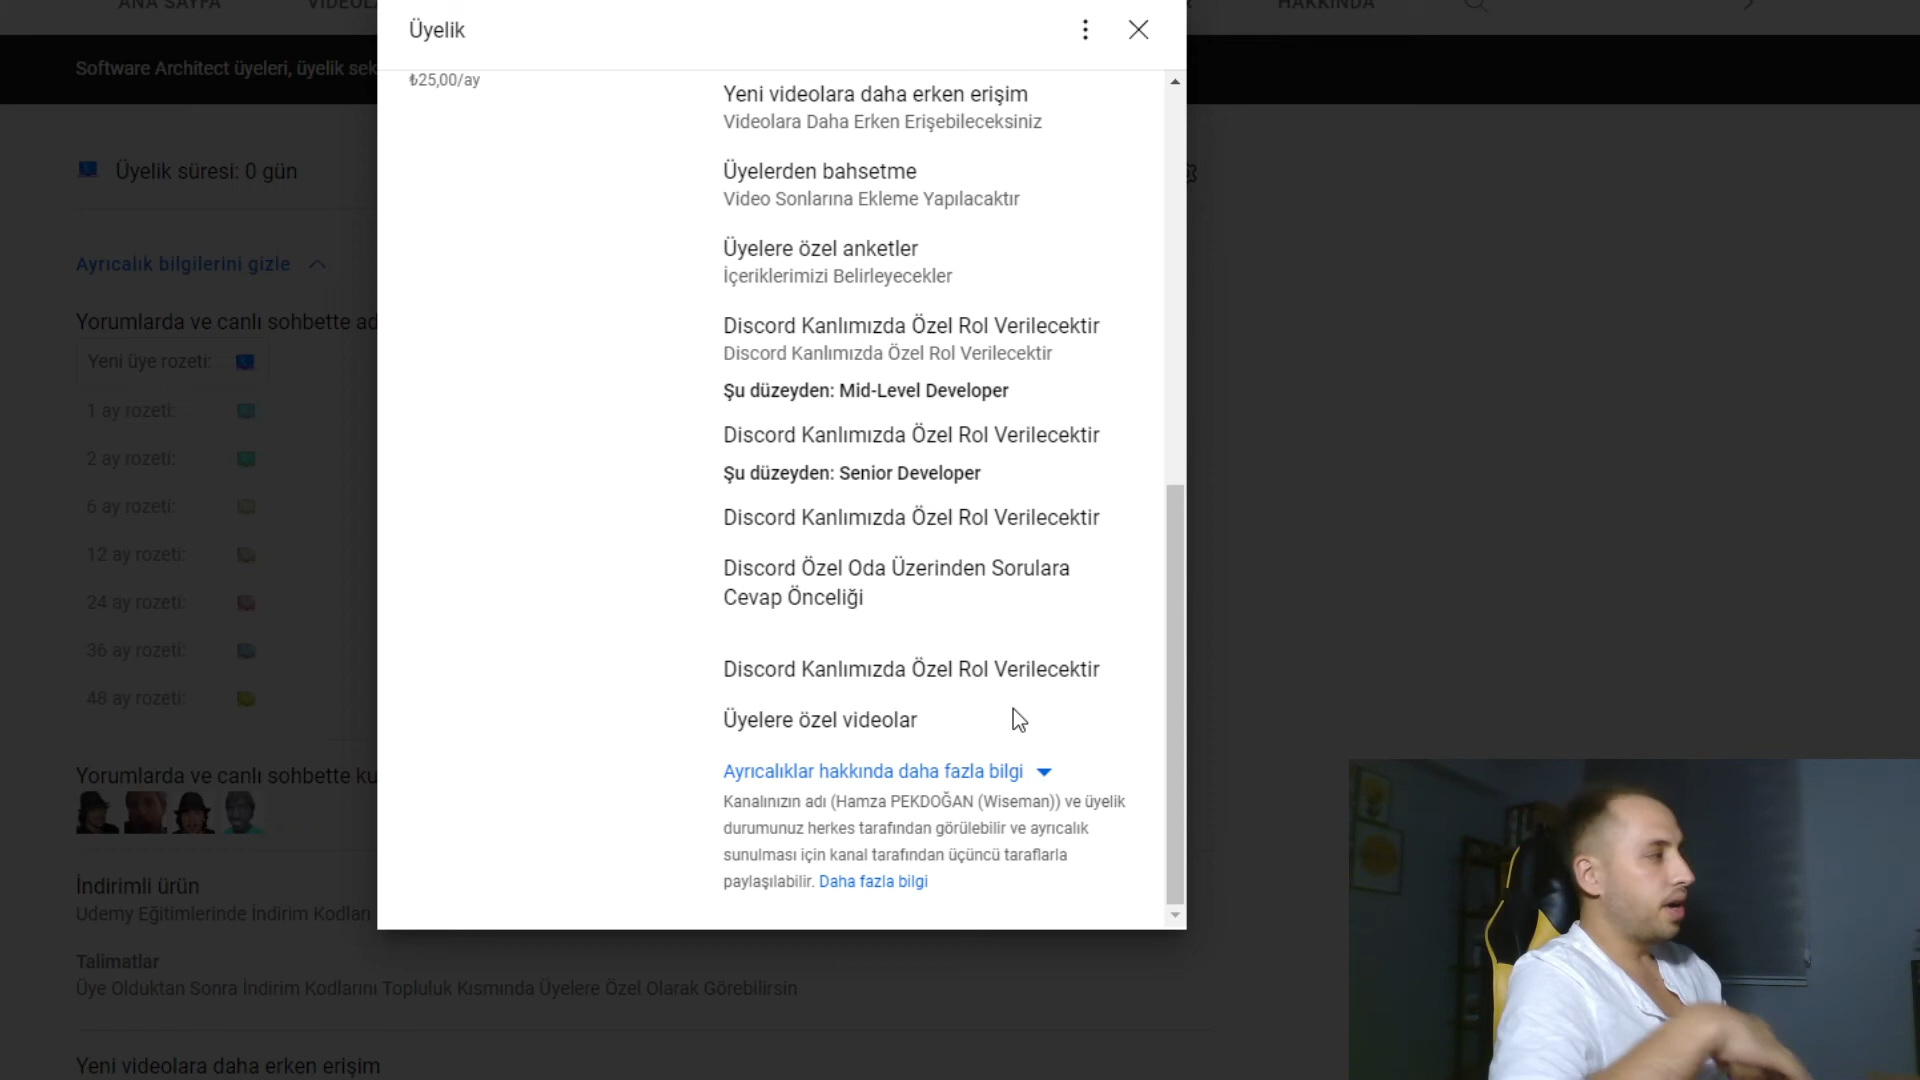 ANA SAYFA
HAKKINDA
Software Architect üyeleri, üyelik sek
Üyelik süresi: 0 gün
Ayrıcalık bilgilerini gizle
Yorumlarda ve canlı sohbette ad
Yeni üye rozeti:
1 ay rozeti:
2 ay rozeti:
6 ay rozeti:
12 ay rozeti:
24 ay rozeti:
36 ay rozeti:
48 ay rozeti:
Yorumlarda ve canlı sohbette ku
İndirimli ürün
Udemy Eğitimlerinde İndirim Kodları
Talimatlar
Üye Olduktan Sonra İndirim Kodlarını Topluluk Kısmında Üyelere Özel Olarak Görebilirsin
Yeni videolara daha erken erişim
Üyelik
₺25,00/ay
Yeni videolara daha erken erişim
Videolara Daha Erken Erişebileceksiniz
Üyelerden bahsetme
Video Sonlarına Ekleme Yapılacaktır
Üyelere özel anketler
İçeriklerimizi Belirleyecekler
Discord Kanlımızda Özel Rol Verilecektir
Discord Kanlımızda Özel Rol Verilecektir
Şu düzeyden: Mid-Level Developer
Discord Kanlımızda Özel Rol Verilecektir
Şu düzeyden: Senior Developer
Discord Kanlımızda Özel Rol Verilecektir
Discord Özel Oda Üzerinden Sorulara
Cevap Önceliği
Discord Kanlımızda Özel Rol Verilecektir
Üyelere özel videolar
Ayrıcalıklar hakkında daha fazla bilgi
Kanalınızın adı (Hamza PEKDOĞAN (Wiseman)) ve üyelik
durumunuz herkes tarafından görülebilir ve ayrıcalık
sunulması için kanal tarafından üçüncü taraflarla
paylaşılabilir. Daha fazla bilgi